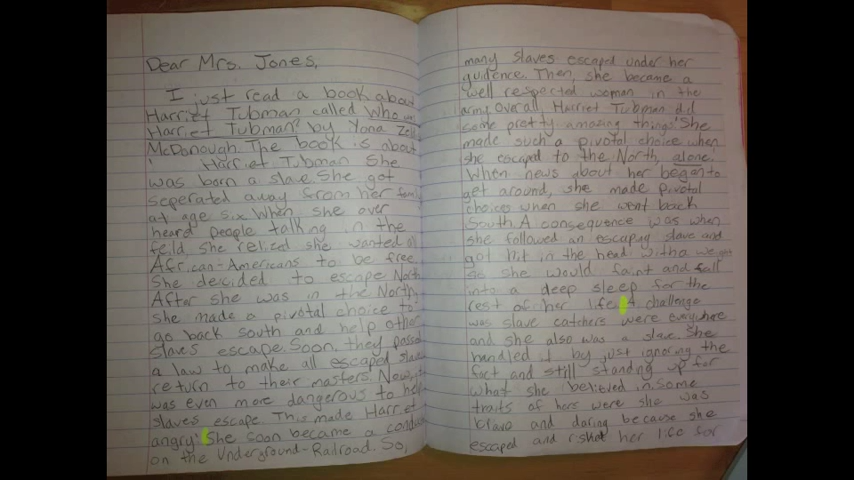 Dear Mrs. Jones,
I just read a book about
Harriet Tubman called Who was
Harriet Tubman? by Yona Zeldis
McDonough. The book is about
Harriet Tubman She
was born a slave. She got
seperated away from her family
at age six. When she over
heard people talking in the
feild she relized she wanted all
African-Americans to be free.
She decided to escape North.
After she was in the North,
she made a pivotal choice to
go back south and help other
slaves escape. Soon, they passed
a law to make all escaped slaves
return to their masters. Now, it
was even more dangerous to help
slaves escape. This made Harriet
angry. She soon became a conductor
on the Underground-Railroad. So,
many slaves escaped under her
guidence. Then, she became a
well respected woman in the
army. Overall, Harriet Tubman did
some pretty amazing things. She
made such a pivotal choice when
she escaped to the North, alone.
When news about her began to
get around, she made pivotal
choices when she went back
South. A consequence was when
she followed an escaping slave and
got hit in the head with a
so she would faint and fall
into a deep sleep for the
rest of her life. A challenge
was slave catchers were everywhere
and she also was a slave. She
handled it by just ignoring the
fact and still standing up for
what she believed in. Some
traits of hers were she was
brave and daring because she
escaped and her life for